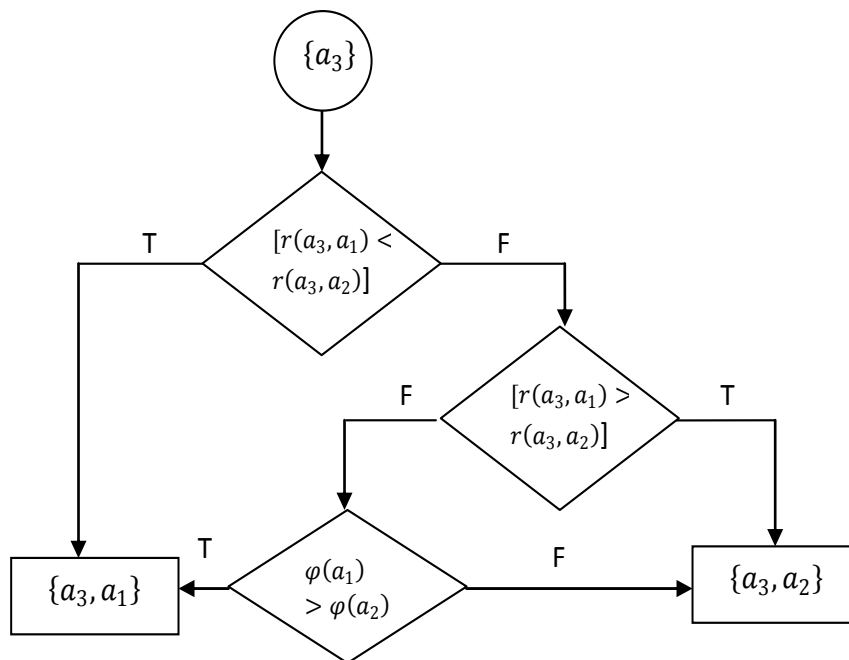 {𝑎₃}
T
[𝑟(𝑎₃, 𝑎₁) <
𝑟(𝑎₃, 𝑎₂)]
F
F
[𝑟(𝑎₃, 𝑎₁) >
𝑟(𝑎₃, 𝑎₂)]
T
T
𝜑(𝑎₁)
> 𝜑(𝑎₂)
F
{𝑎₃, 𝑎₁}
{𝑎₃, 𝑎₂}